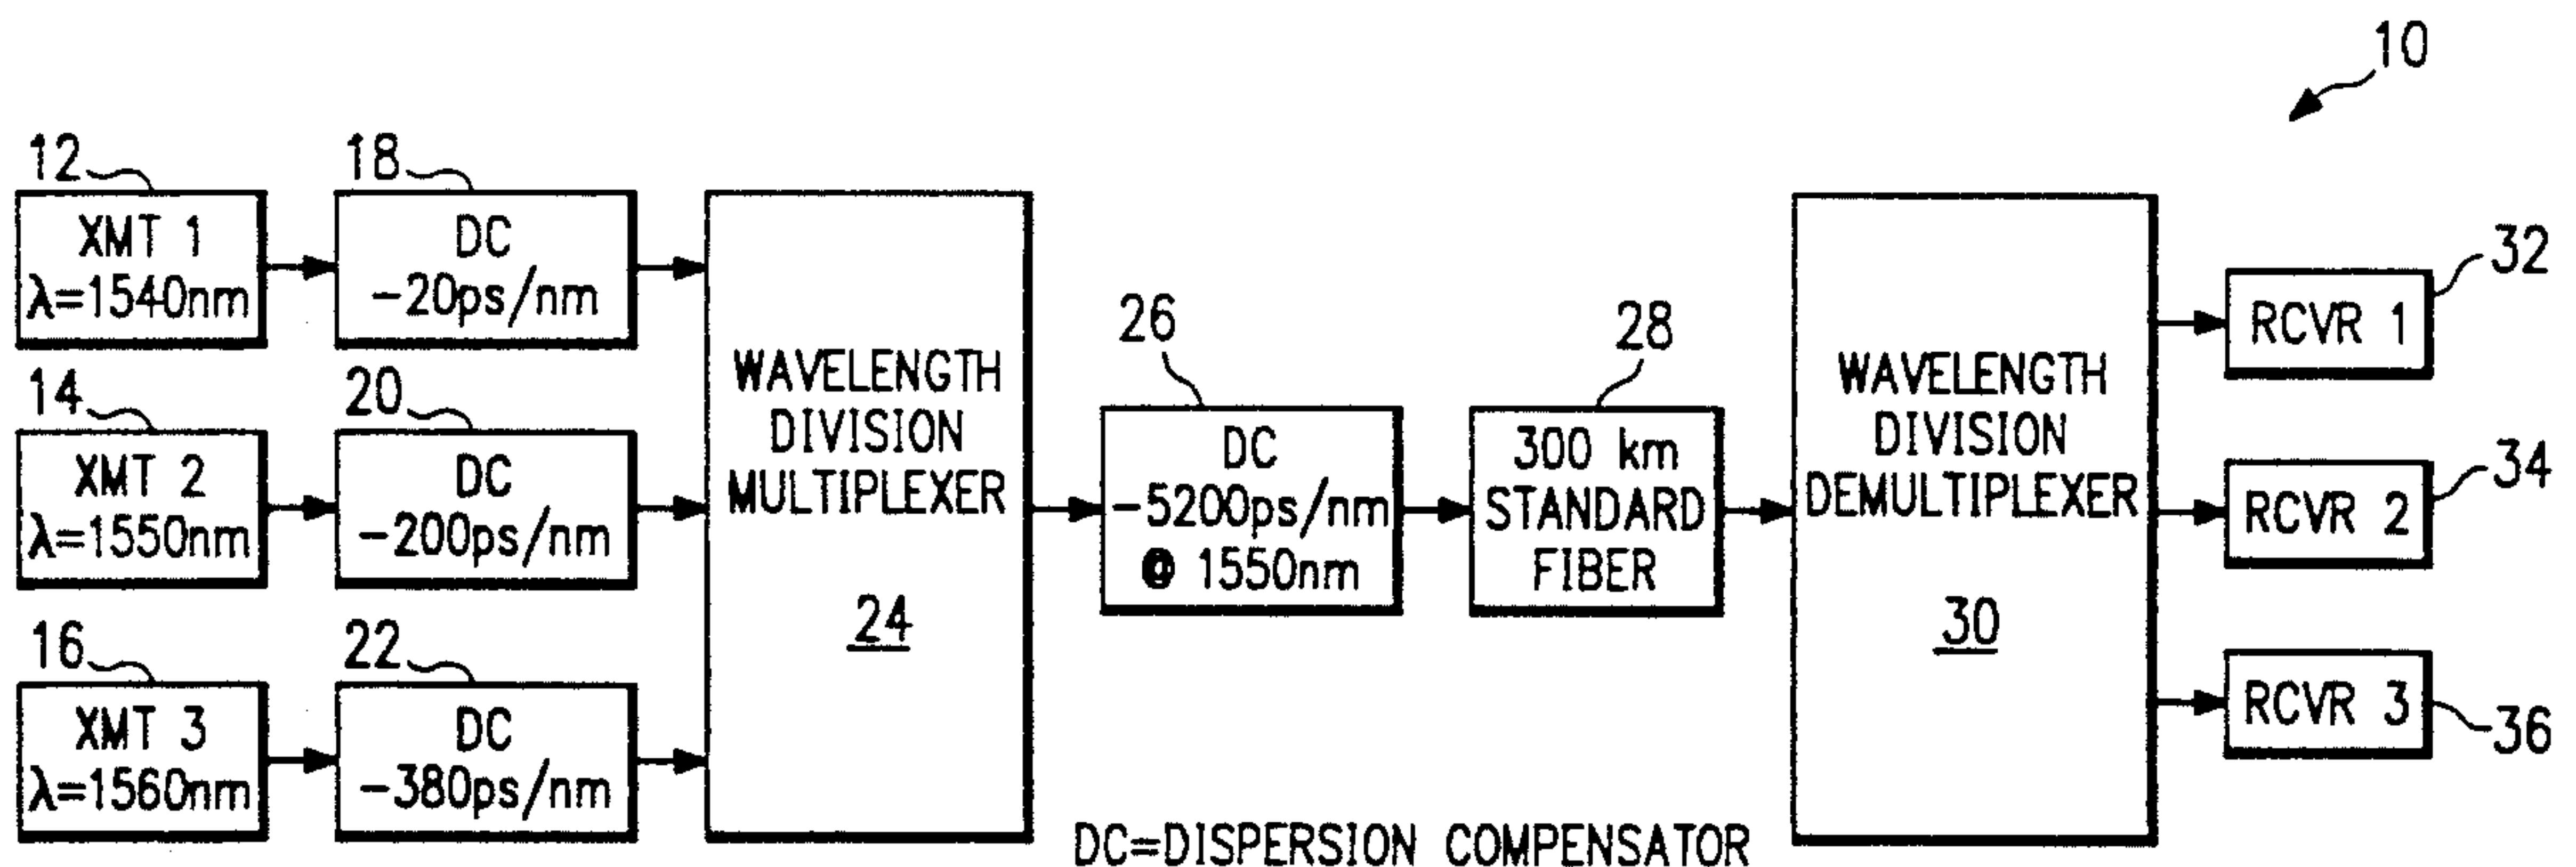 10
12
XMT 1
λ=1540nm
18
DC
-20ps/nm
14
XMT 2
λ=1550nm
20
DC
-200ps/nm
16
XMT 3
λ=1560nm
22
DC
-380ps/nm
WAVELENGTH
DIVISION
MULTIPLEXER
24
26
DC
-5200ps/nm
@ 1550nm
28
300 km
STANDARD
FIBER
WAVELENGTH
DIVISION
DEMULTIPLEXER
30
RCVR 1
32
RCVR 2
34
RCVR 3
36
DC=DISPERSION COMPENSATOR